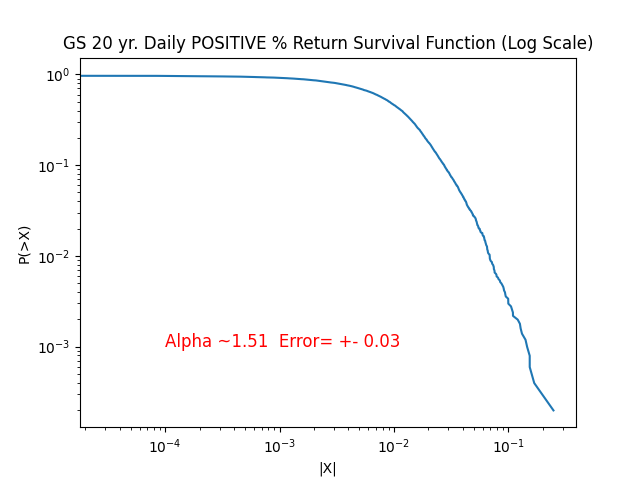 GS 20 yr. Daily POSITIVE % Return Survival Function (Log Scale)
10⁰
10⁻¹
10⁻²
10⁻³
P(>X)
Alpha ~1.51  Error= +- 0.03
10⁻⁴ 10⁻³ 10⁻² 10⁻¹
|X|